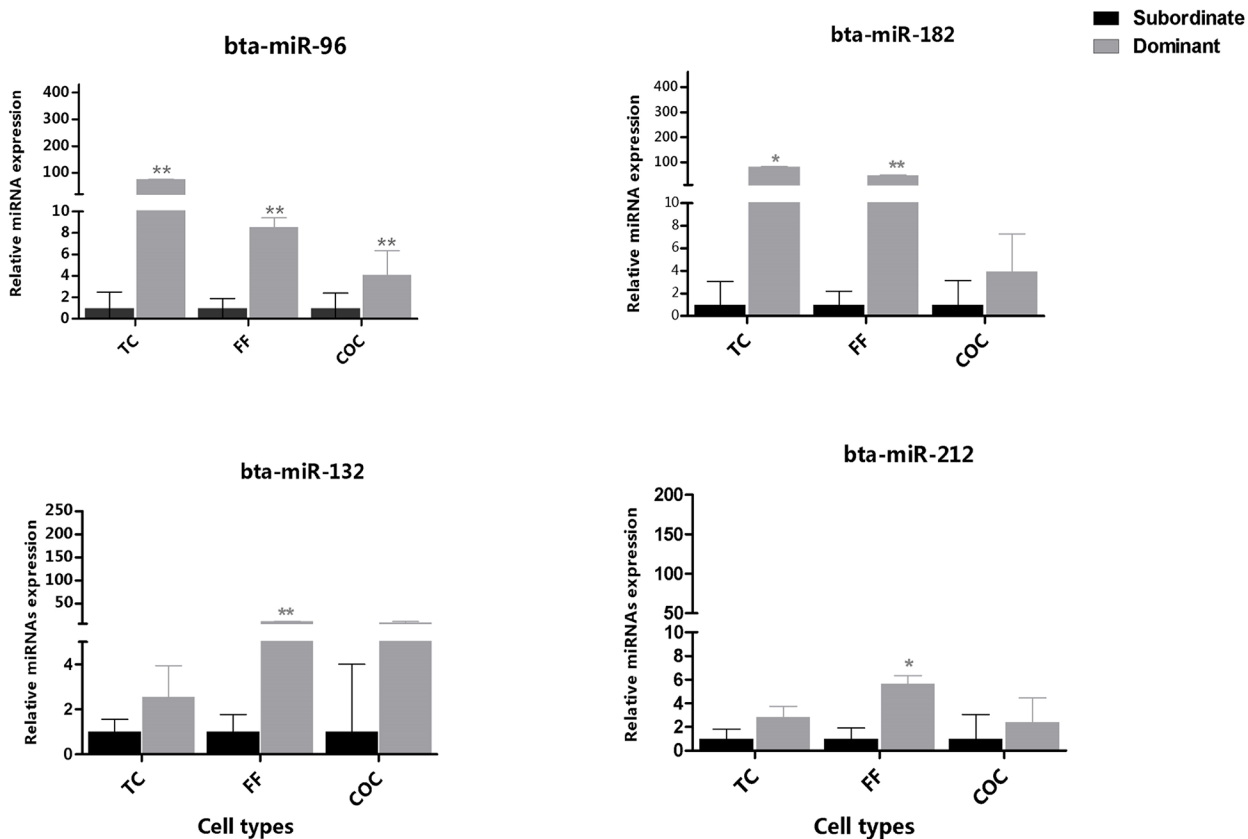 Subordinate
Dominant
bta-miR-96
Relative miRNA expression
400
300
200
100
10
8
6
4
2
0
**
**
**
TC
FF
COC
bta-miR-182
Relative miRNA expression
400
300
200
100
10
8
6
4
2
0
*
**
TC
FF
COC
bta-miR-132
Relative miRNAs expression
250
200
150
100
50
4
2
0
**
TC
FF
COC
Cell types
bta-miR-212
Relative miRNAs expression
200
150
100
50
10
8
6
4
2
0
*
TC
FF
COC
Cell types